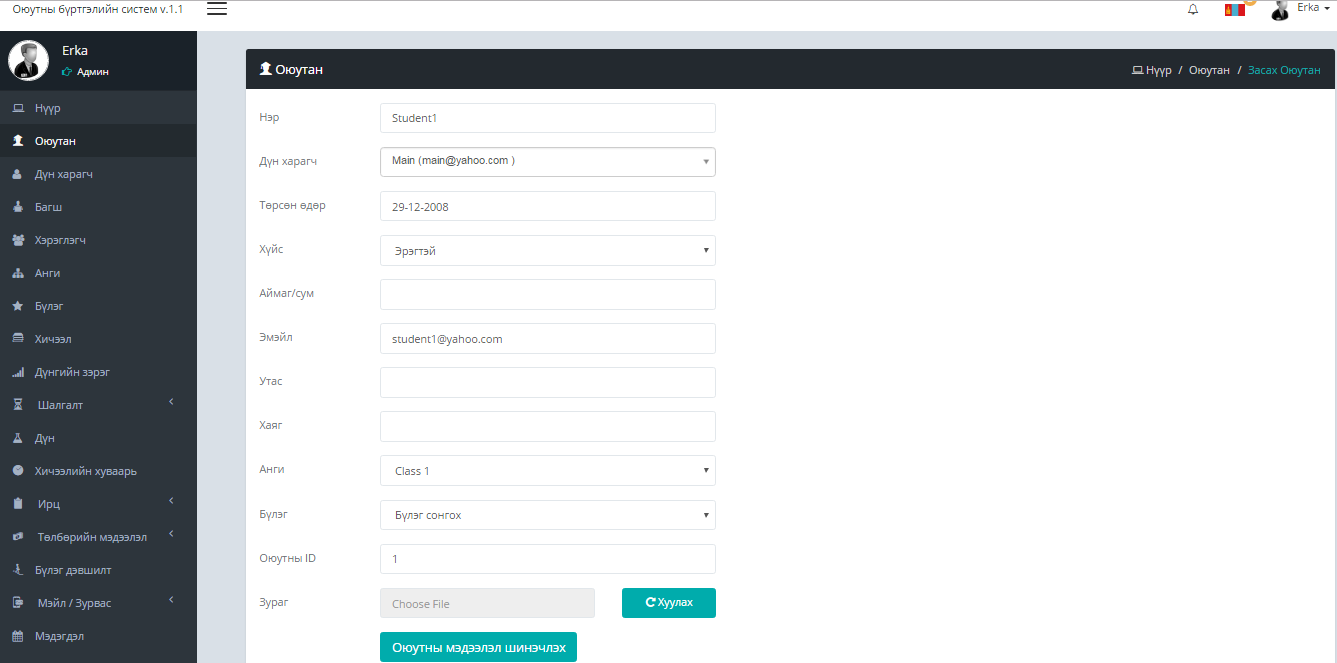 Оюутны бүртгэлийн систем v.1.1
Erka
Erka
Админ
Нүүр
Оюутан
Дүн харагч
Багш
Хэрэглэгч
Анги
Бүлэг
Хичээл
Дүнгийн зэрэг
Шалгалт
Дүн
Хичээлийн хуваарь
Ирц
Төлбөрийн мэдээлэл
Бүлэг дэвшилт
Мэйл / Зурвас
Мэдэгдэл
Оюутан
Нүүр / Оюутан / Засах Оюутан
Нэр Student1
Дүн харагч Main (main@yahoo.com )
Төрсөн өдөр 29-12-2008
Хүйс Эрэгтэй
Аймаг/сум
Эмэйл student1@yahoo.com
Утас
Хаяг
Анги Class 1
Бүлэг Бүлэг сонгох
Оюутны ID 1
Зураг Choose File Хуулах
Оюутны мэдээлэл шинэчлэх